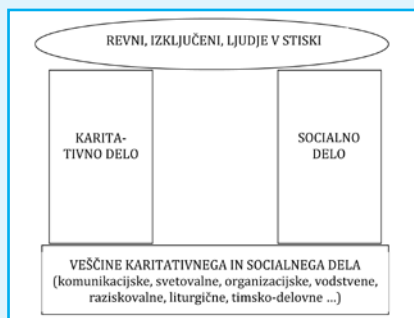 REVNI, IZKLJUČENI, LJUDJE V STISKI
KARITA-
TIVNO DELO
SOCIALNO
DELO
VEŠČINE KARITATIVNEGA IN SOCIALNEGA DELA
(komunikacijske, svetovalne, organizacijske, vodstvene,
raziskovalne, liturgične, timsko-delovne ...)